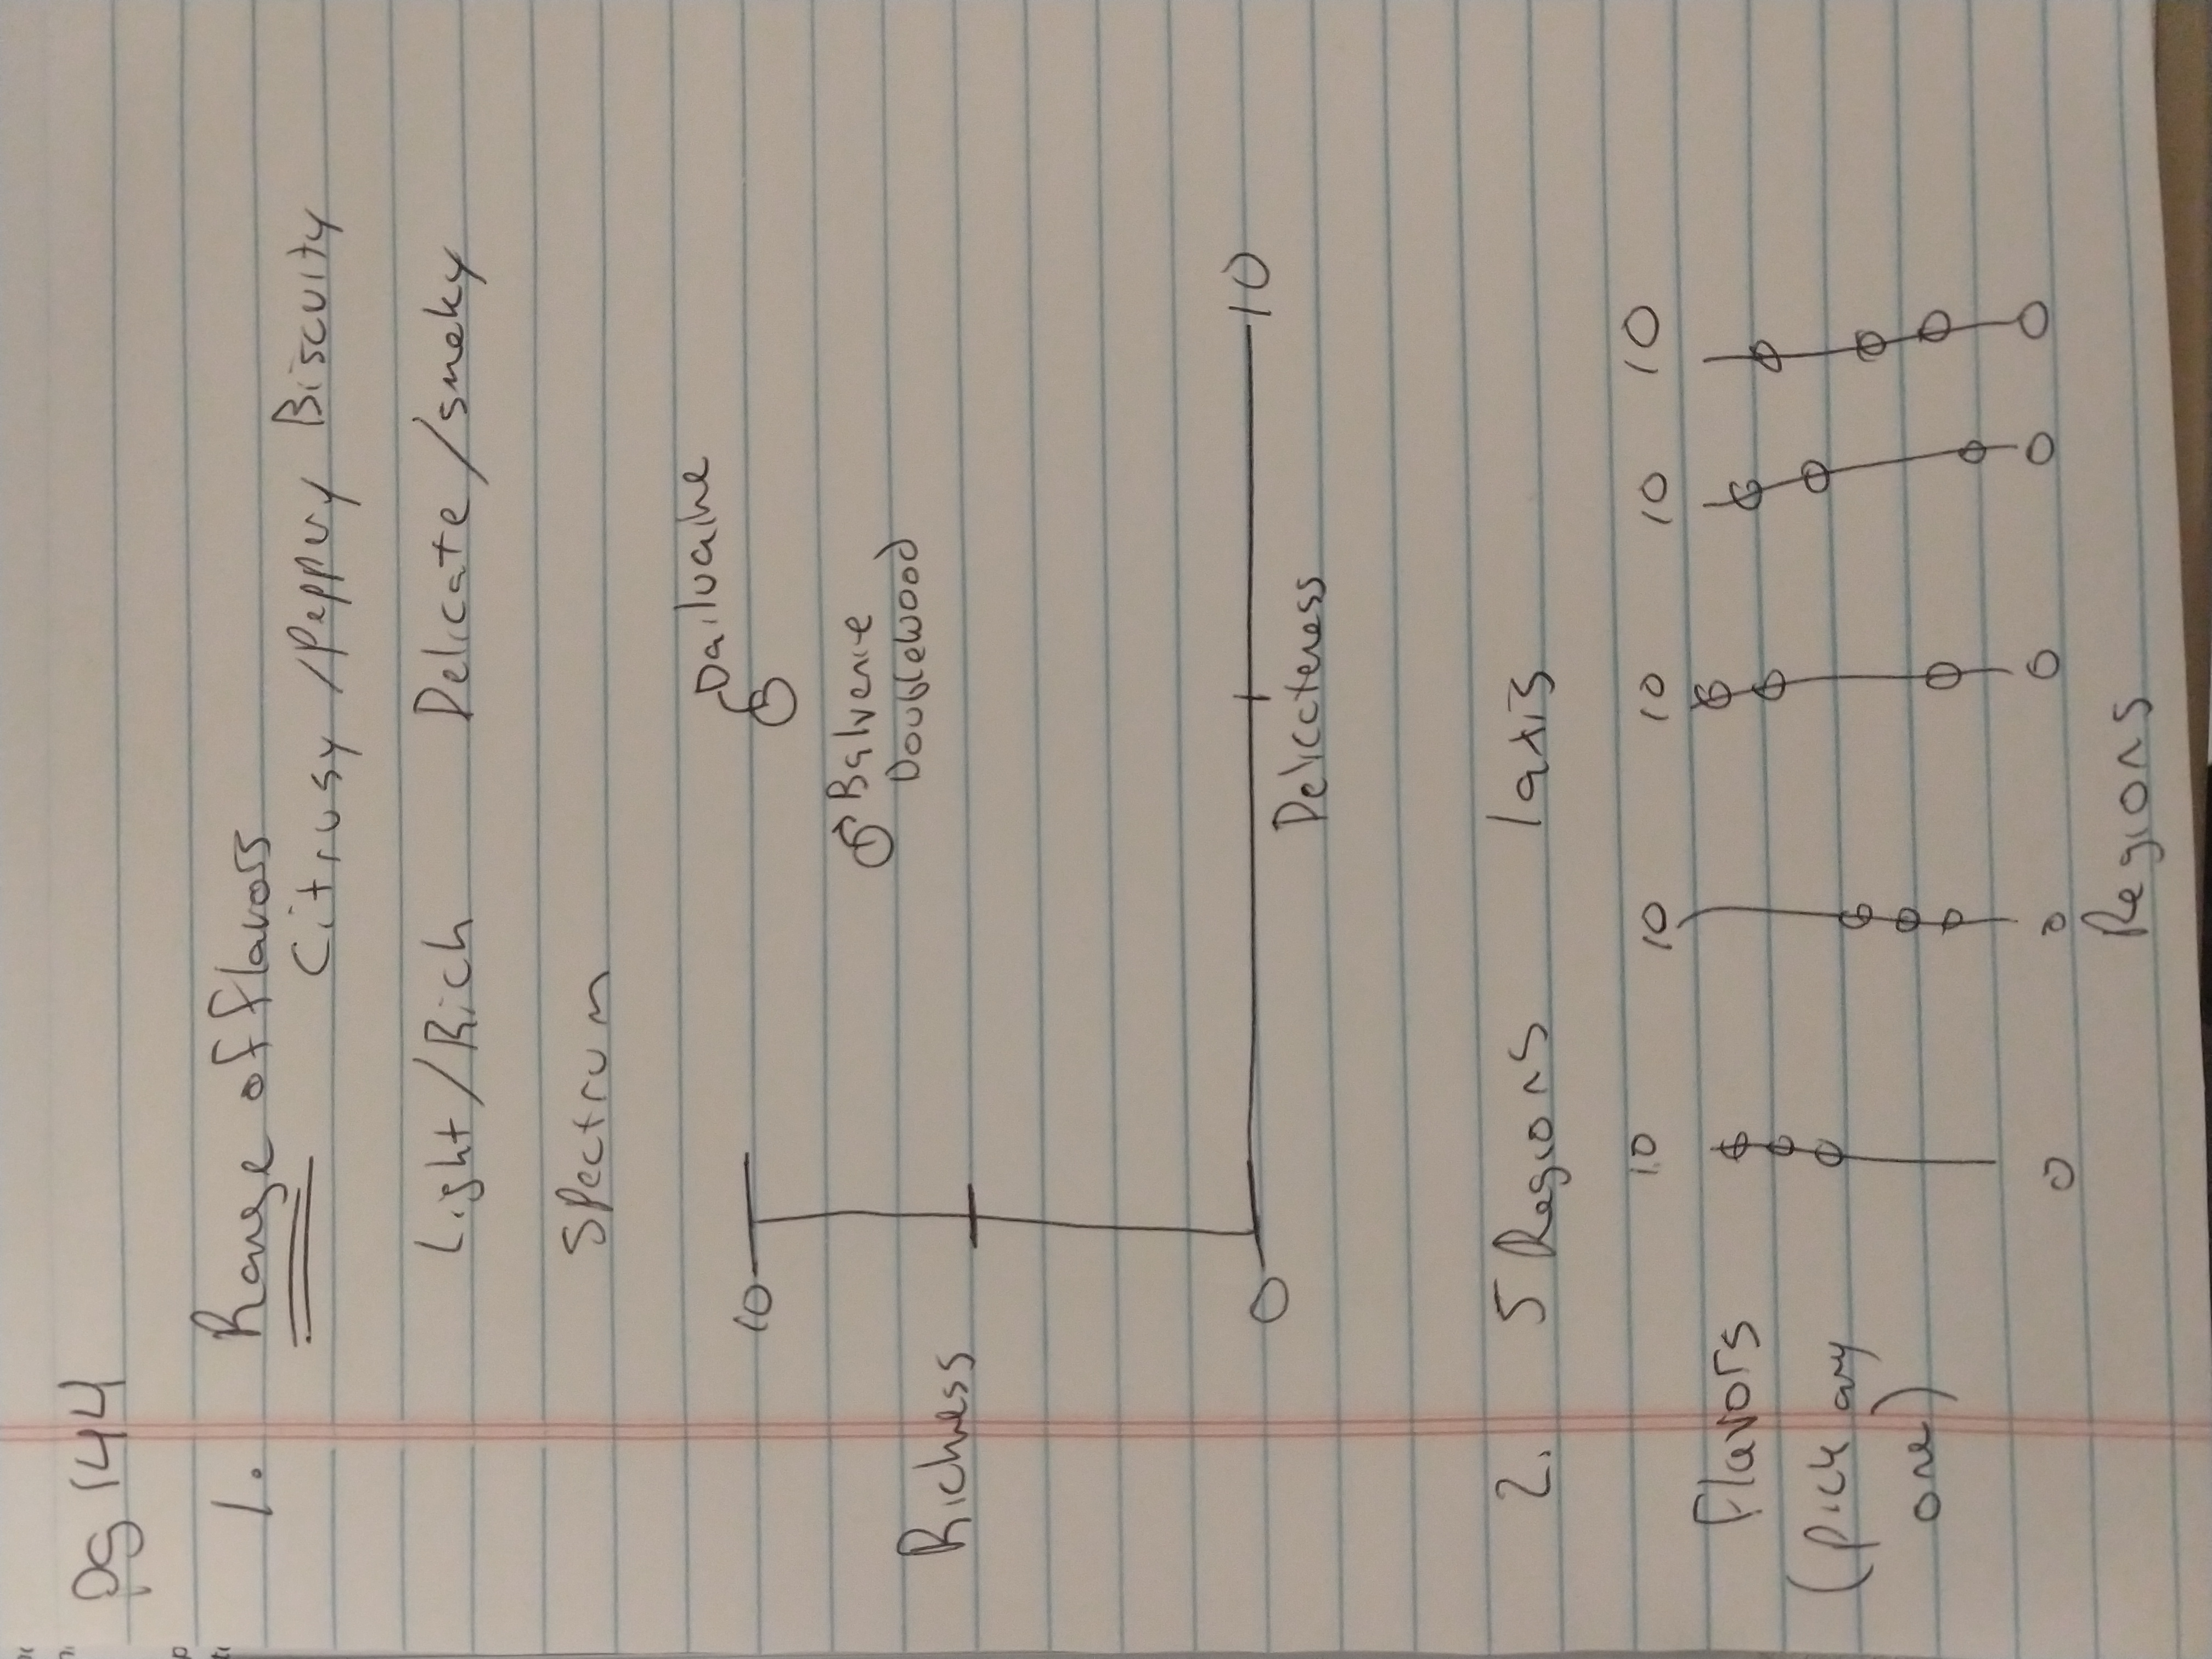 pg 144
1. Range of flavors
Citrusy /Peppery Biscuity
Light/Rich Delicate/smoky
Spectrum
Dailuaine
10
Balvenie
Doublewood
Richness
0 10
Delicateness
2. 5 Regions 1 axis
10 10 10 10 10
Flavors
(pick any
one)
0 0 0 0 0
Regions